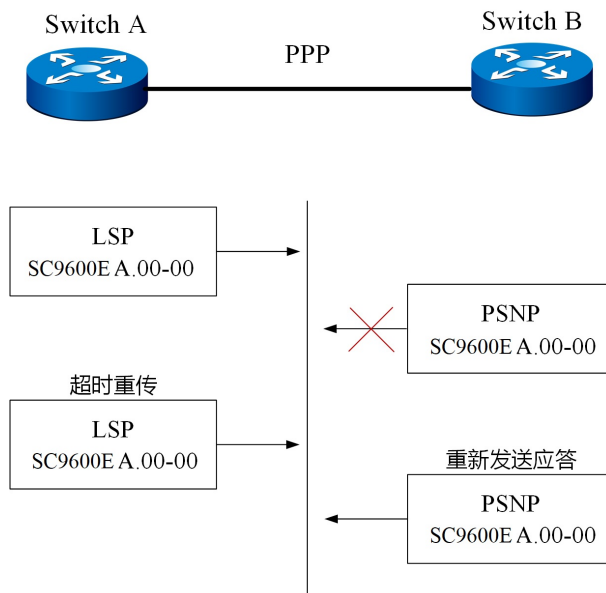 Switch A
Switch B
PPP
LSP
SC9600E A.00-00
PSNP
SC9600E A.00-00
超时重传
LSP
SC9600E A.00-00
重新发送应答
PSNP
SC9600E A.00-00